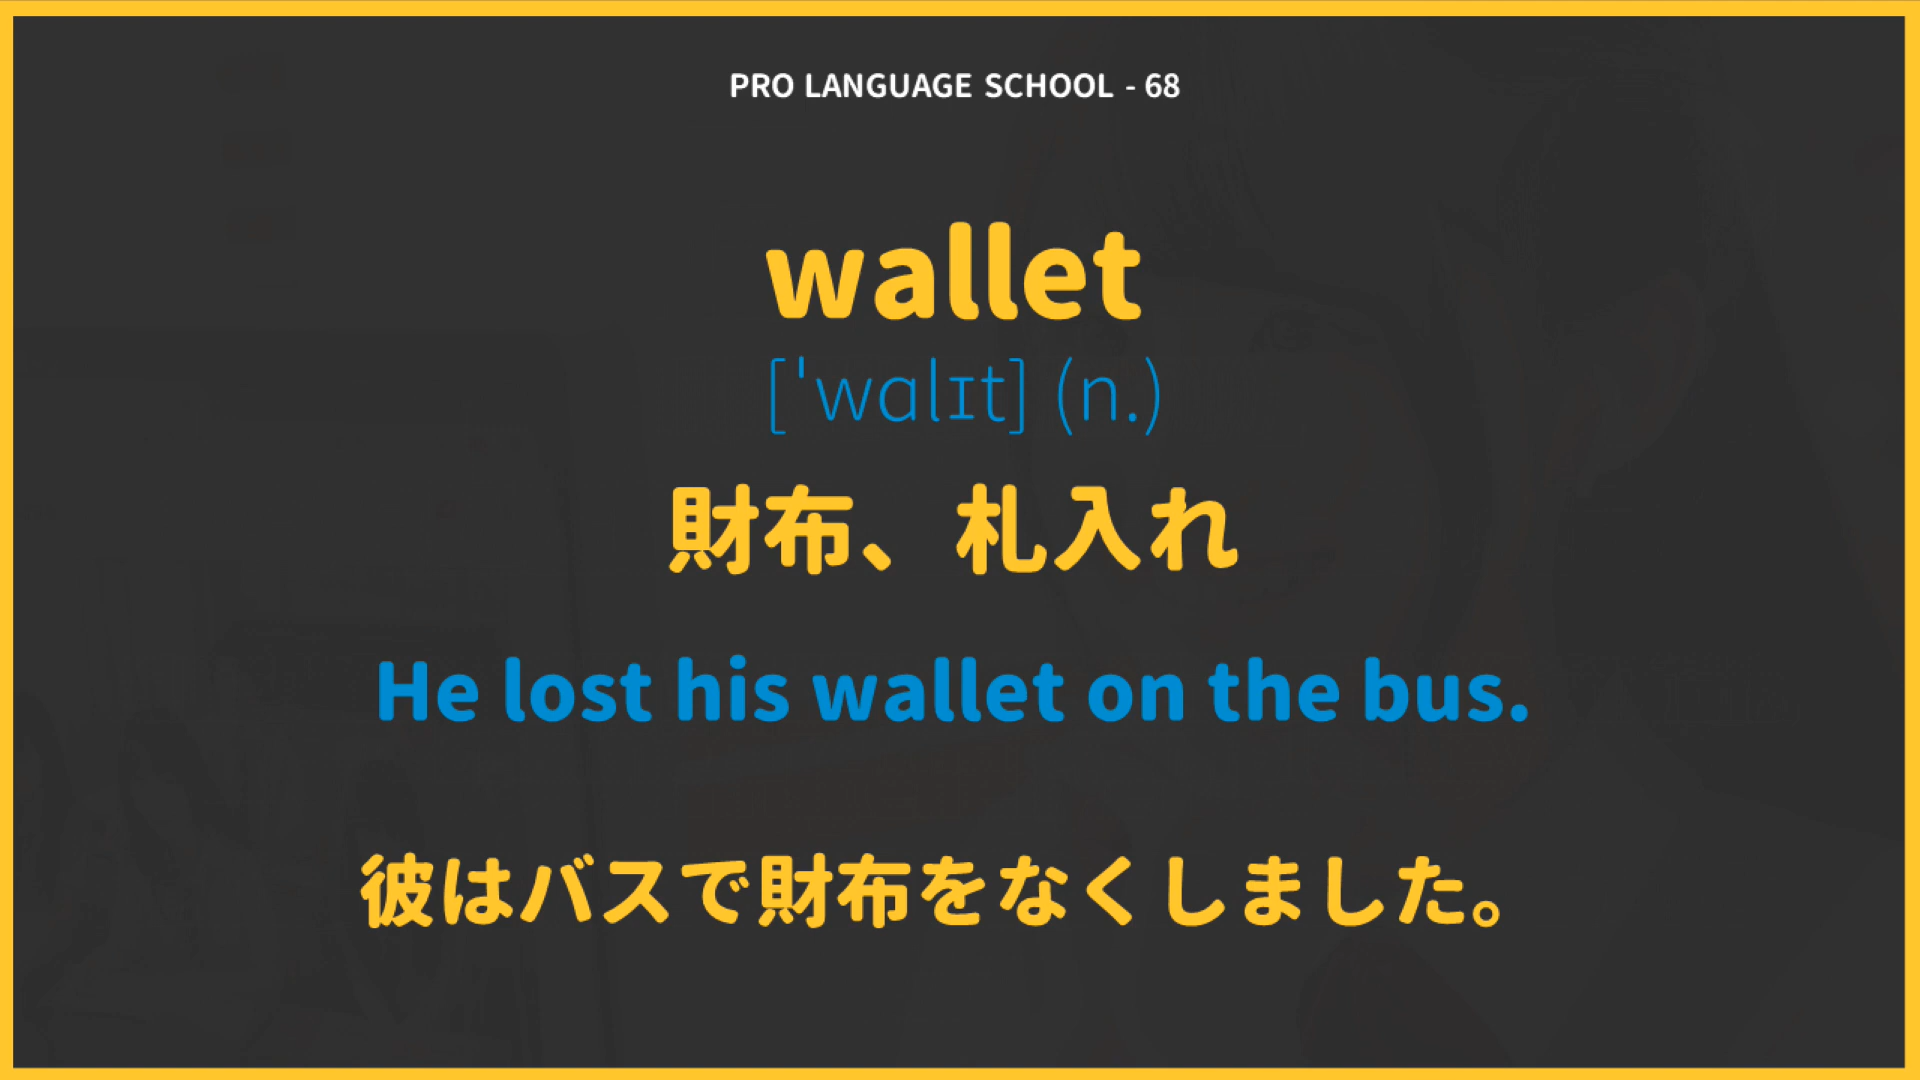 PRO LANGUAGE SCHOOL - 68
wallet
[ˈwalɪt] (n.)
財布、札入れ
He lost his wallet on the bus.
彼はバスで財布をなくしました。